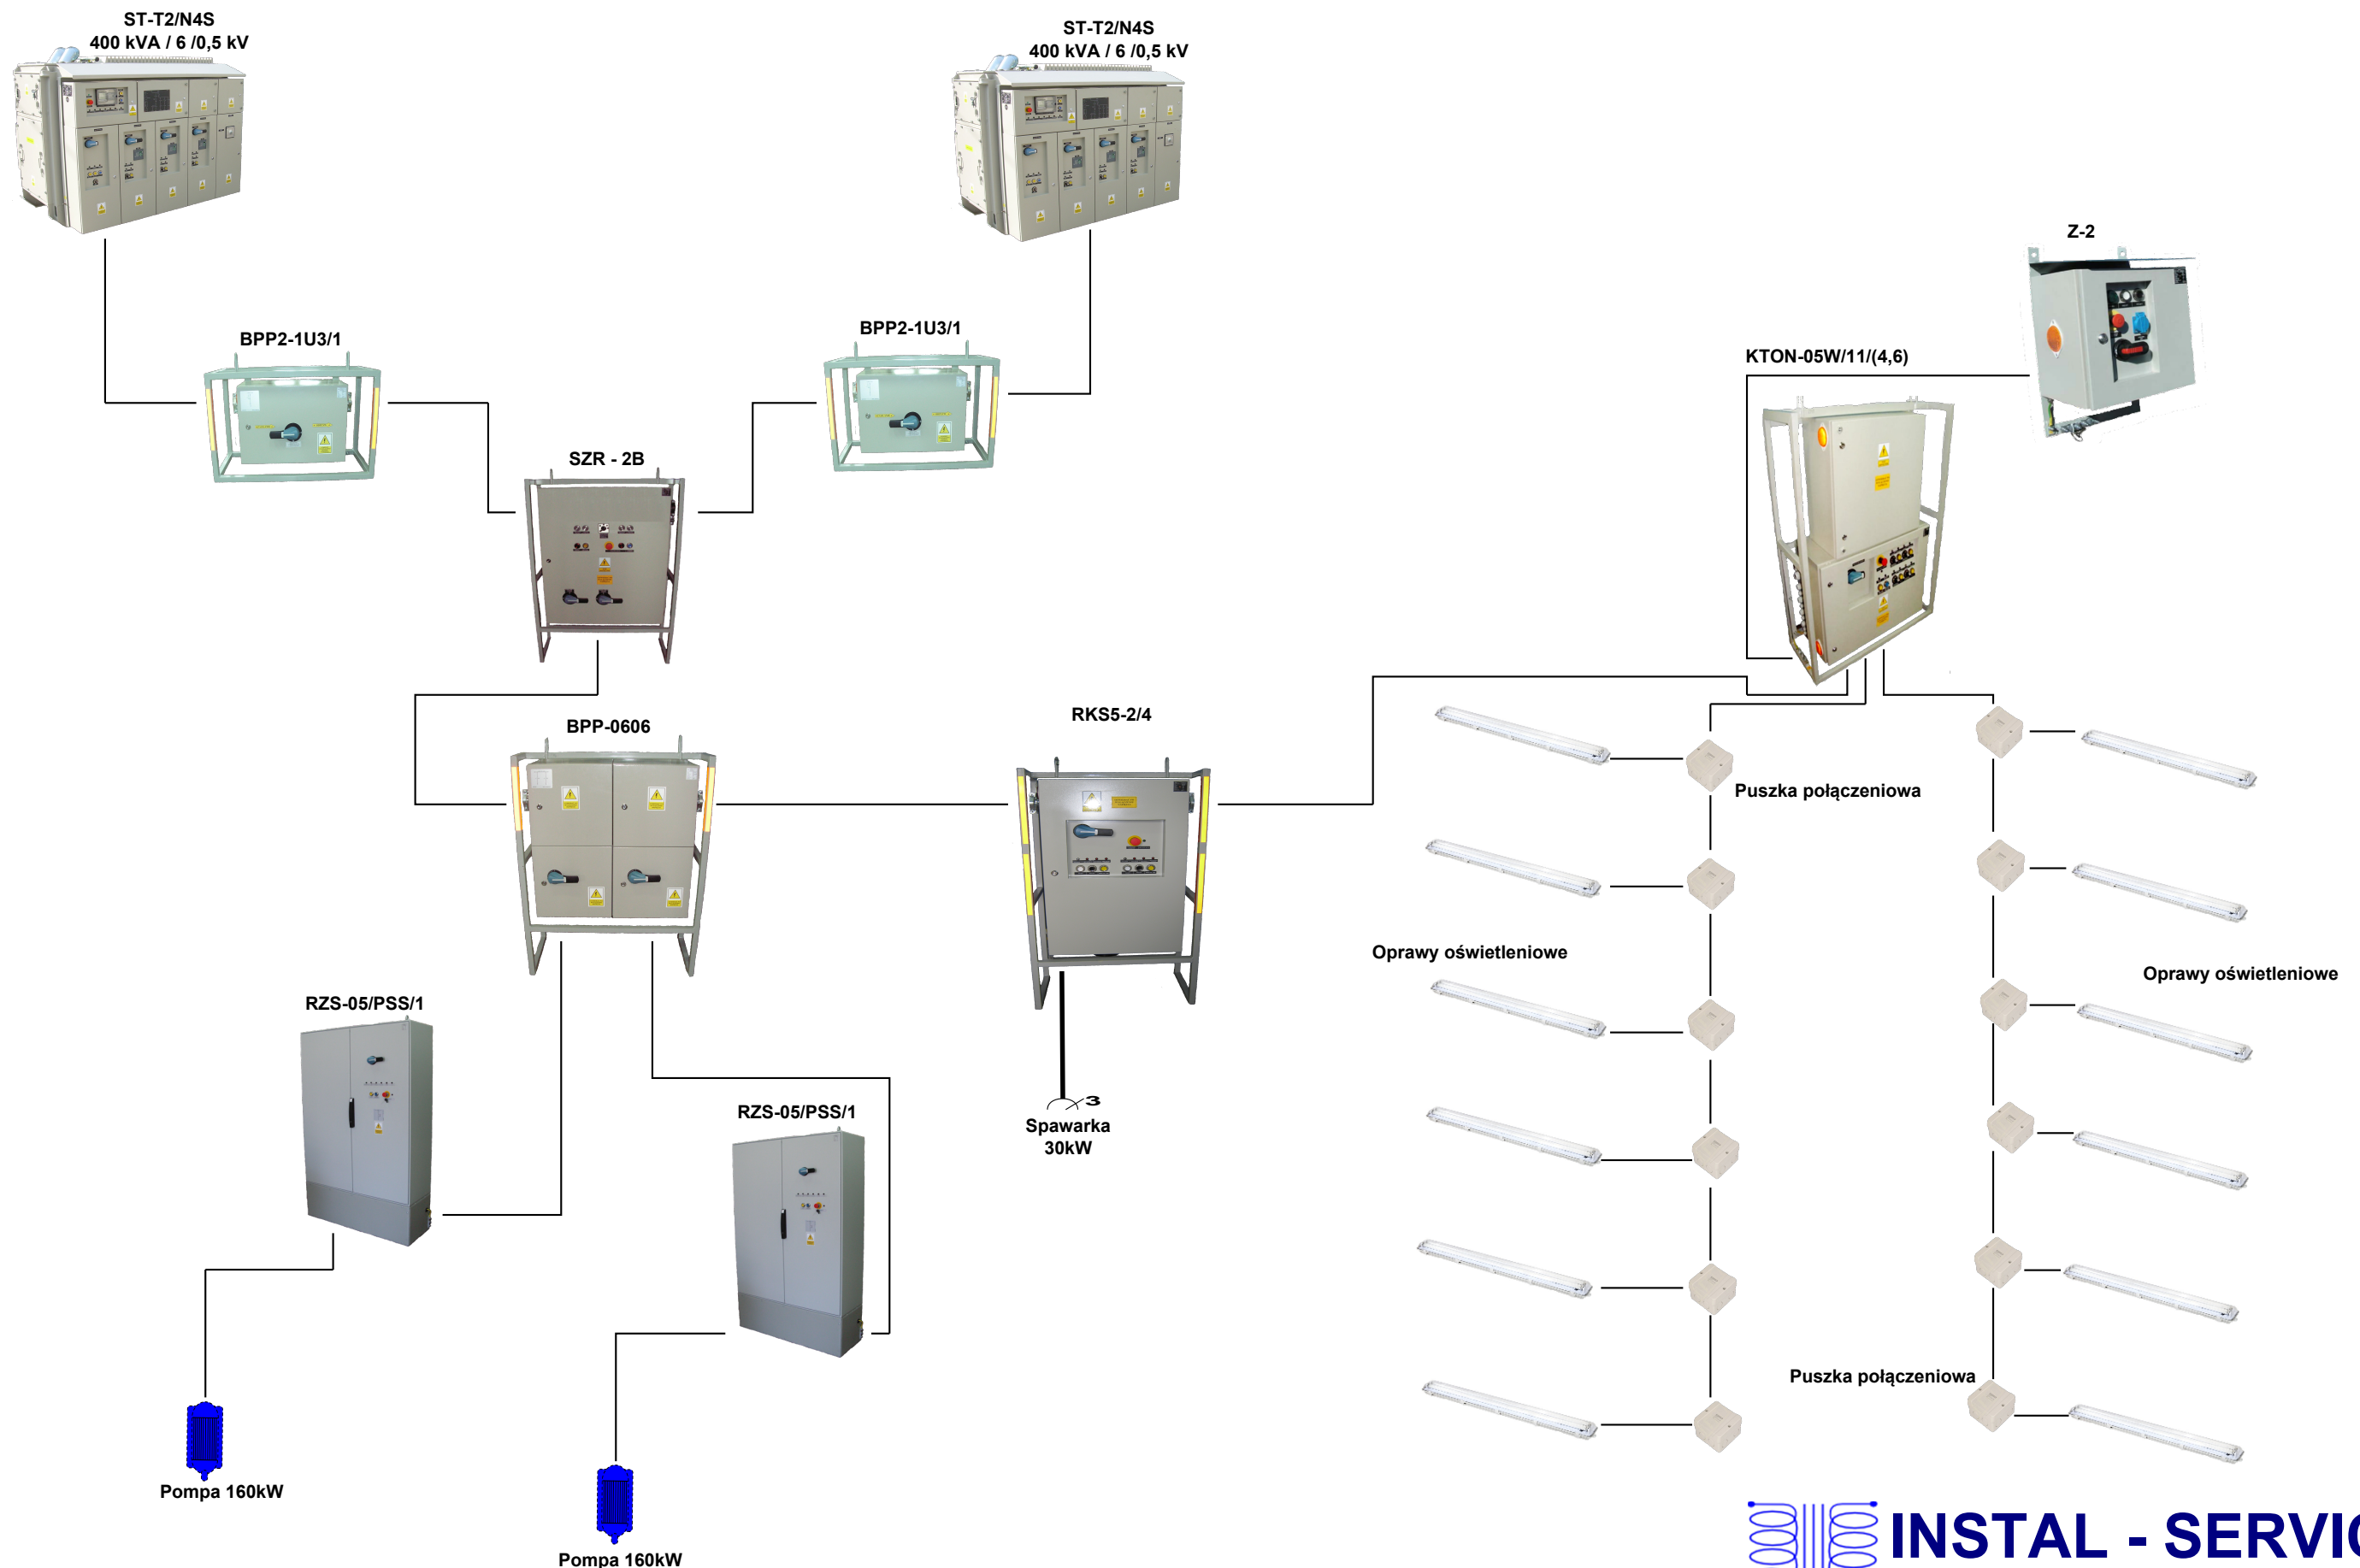 ST-T2/N4S
400 kVA / 6 /0,5 kV
ST-T2/N4S
400 kVA / 6 /0,5 kV
Z-2
BPP2-1U3/1
BPP2-1U3/1
KTON-05W/11/(4,6)
SZR - 2B
BPP-0606
RKS5-2/4
Puszka połączeniowa
Oprawy oświetleniowe
Oprawy oświetleniowe
RZS-05/PSS/1
RZS-05/PSS/1
3
Spawarka
30kW
Puszka połączeniowa
Pompa 160kW
Pompa 160kW
INSTAL - SERVIC